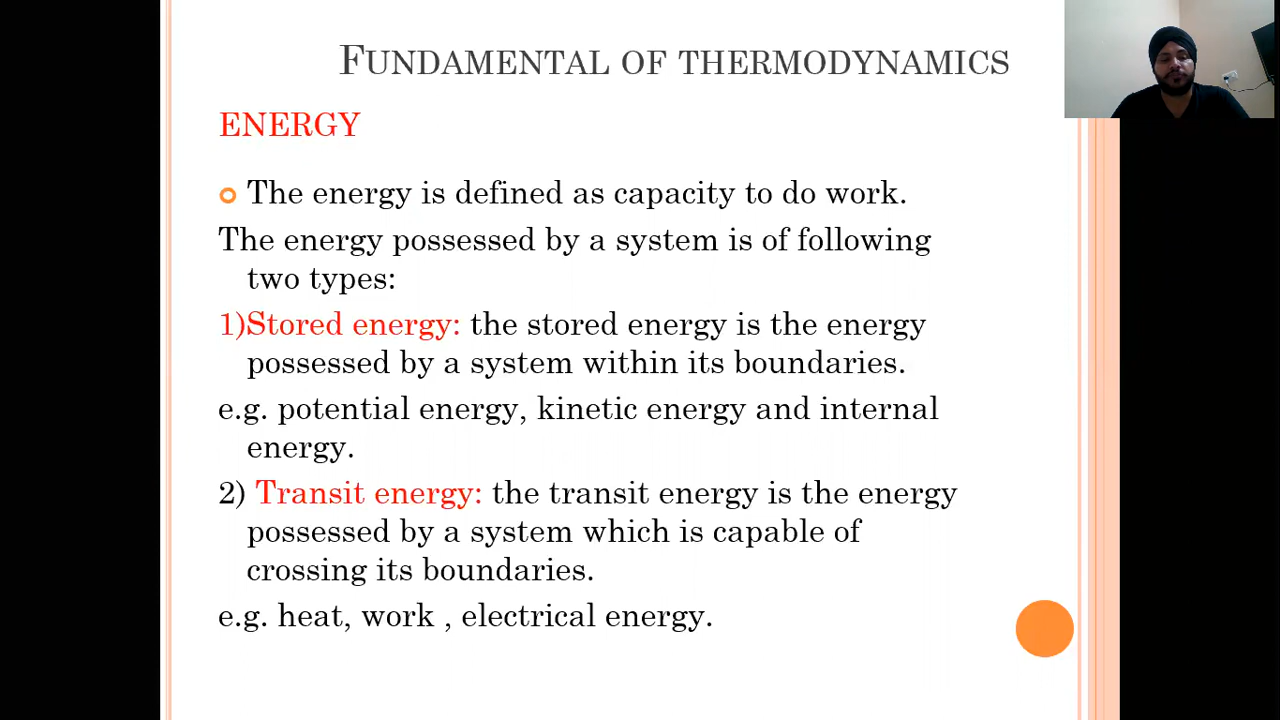 FUNDAMENTAL OF THERMODYNAMICS
ENERGY
The energy is defined as capacity to do work.
The energy possessed by a system is of following
two types:
1)Stored energy: the stored energy is the energy
possessed by a system within its boundaries.
e.g. potential energy, kinetic energy and internal
energy.
2) Transit energy: the transit energy is the energy
possessed by a system which is capable of
crossing its boundaries.
e.g. heat, work , electrical energy.